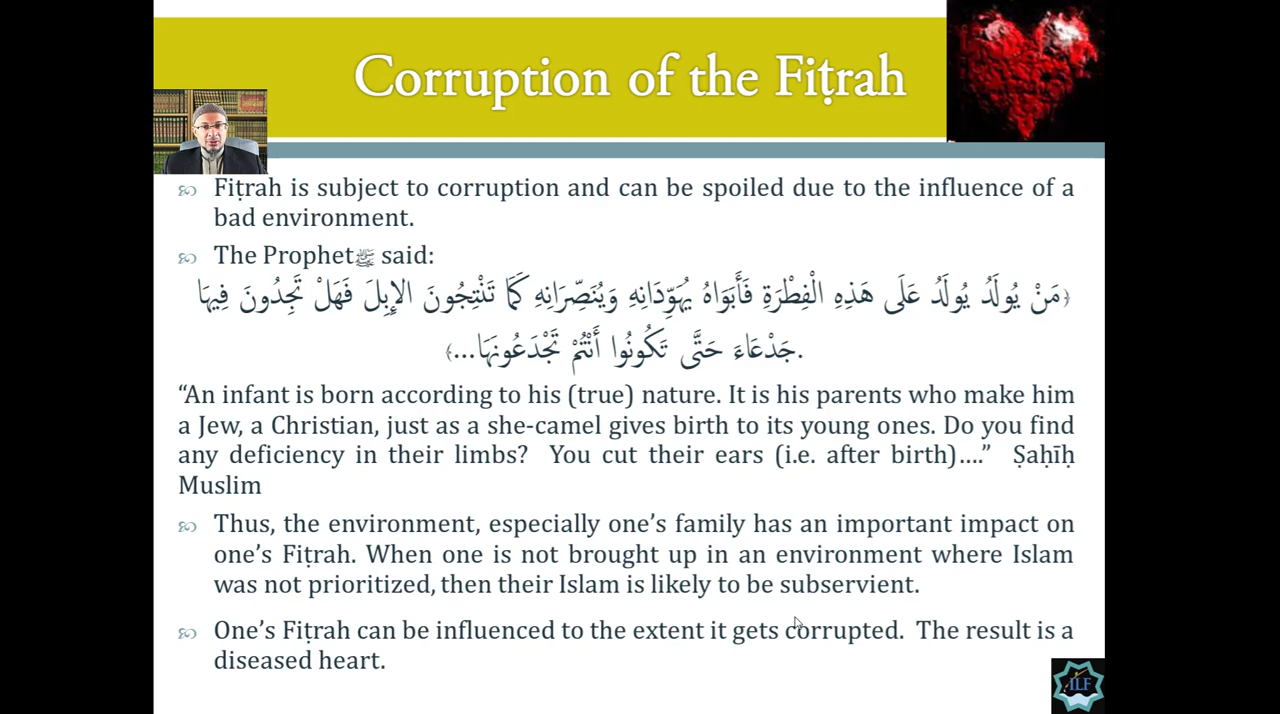 Corruption of the Fiṭrah
Fiṭrah is subject to corruption and can be spoiled due to the influence of a
bad environment.
The Prophetﷺ said:
﴿مَنْ يُولَدُ يُولَدُ عَلَى هَذِهِ الْفِطْرَةِ فَأَبَوَاهُ يُهَوِّدَانِهِ وَيُنَصِّرَانِهِ كَمَا تَنْتِجُونَ الإِبِلَ فَهَلْ تَجِدُونَ فِيهَا
.جَدْعَاءَ حَتَّى تَكُونُوا أَنْتُمْ تَجْدَعُونَهَا...﴾
“An infant is born according to his (true) nature. It is his parents who make him
a Jew, a Christian, just as a she-camel gives birth to its young ones. Do you find
any deficiency in their limbs? You cut their ears (i.e. after birth)….” Ṣaḥīḥ
Muslim
Thus, the environment, especially one’s family has an important impact on
one’s Fiṭrah. When one is not brought up in an environment where Islam
was not prioritized, then their Islam is likely to be subservient.
One’s Fiṭrah can be influenced to the extent it gets corrupted. The result is a
diseased heart.
ILF